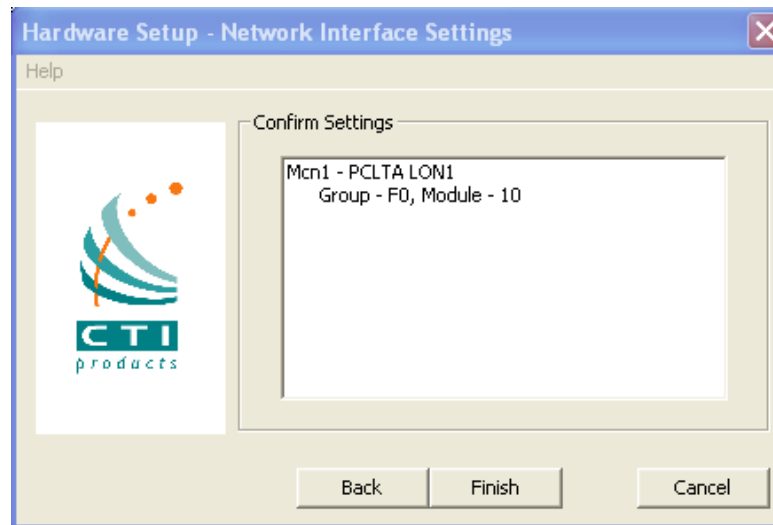 Hardware Setup - Network Interface Settings
Help
Confirm Settings
Mcn1 - PCLTA LON1
Group - F0, Module - 10
CTI
products
Back Finish Cancel